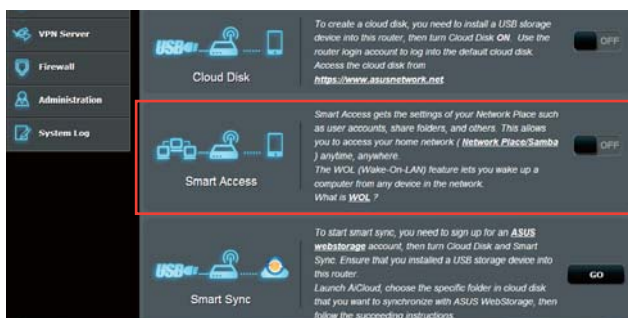 To create a cloud disk, you need to install a USB storage
device into this router, then turn Cloud Disk ON. Use the
router login account to log into the default cloud disk.
Access the cloud disk from
https://www.asusnetwork.net
USB
Cloud Disk
OFF
VPN Server
Firewall
Administration
System Log
Smart Access gets the settings of your Network Place such
as user accounts, share folders, and others. This allows
you to access your home network ( Network Place/Samba
) anytime, anywhere.
The WOL (Wake-On-LAN) feature lets you wake up a
computer from any device in the network.
What is WOL ?
Smart Access
OFF
To start smart sync, you need to sign up for an ASUS
webstorage account, then turn Cloud Disk and Smart
Sync. Ensure that you installed a USB storage device into
this router.
Launch AiCloud, choose the specific folder in cloud disk
that you want to synchronize with ASUS WebStorage, then
follow the succeeding instructions.
USB
Smart Sync
GO